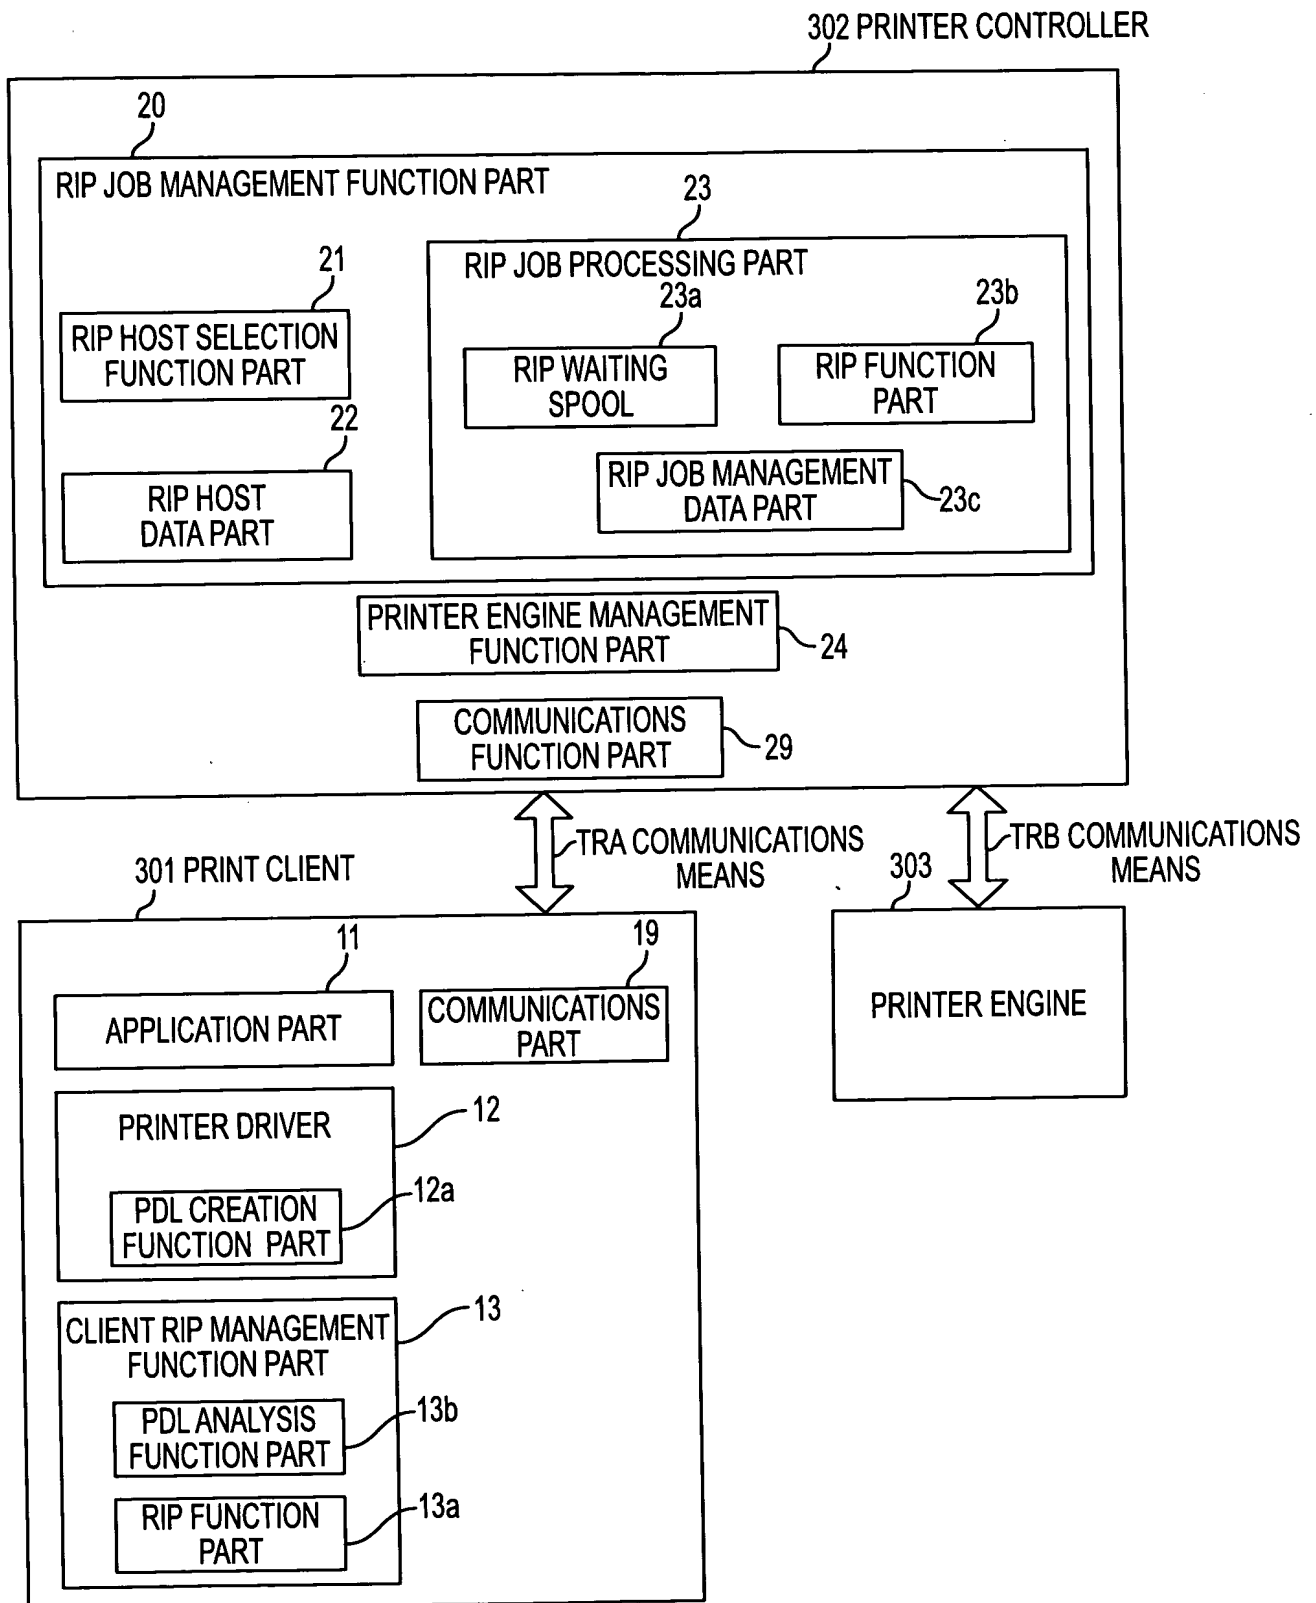 302 PRINTER CONTROLLER
20
RIP JOB MANAGEMENT FUNCTION PART
23
RIP JOB PROCESSING PART
21
RIP HOST SELECTION
FUNCTION PART
23a
RIP WAITING
SPOOL
23b
RIP FUNCTION
PART
22
RIP HOST
DATA PART
RIP JOB MANAGEMENT
DATA PART
23c
PRINTER ENGINE MANAGEMENT
FUNCTION PART
24
COMMUNICATIONS
FUNCTION PART
29
TRA COMMUNICATIONS
MEANS
TRB COMMUNICATIONS
MEANS
301 PRINT CLIENT
303
11
APPLICATION PART
19
COMMUNICATIONS
PART
PRINTER ENGINE
PRINTER DRIVER
12
PDL CREATION
FUNCTION PART
12a
CLIENT RIP MANAGEMENT
FUNCTION PART
13
PDL ANALYSIS
FUNCTION PART
13b
RIP FUNCTION
PART
13a